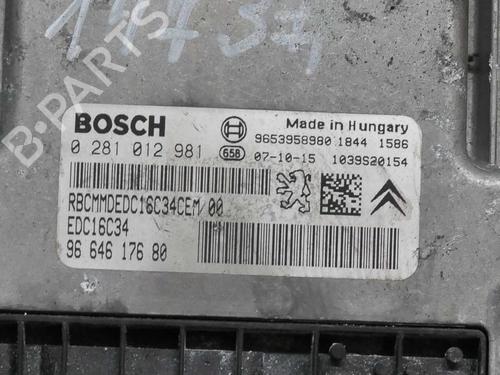 BOSCH
Made in Hungary
9653958980 1844 1586
0 281 012 981
658
07-10-15
1039S20154
RBCMMDEDC16C34CEM/00
EDC16C34
96 646 176 80
B-PARTS